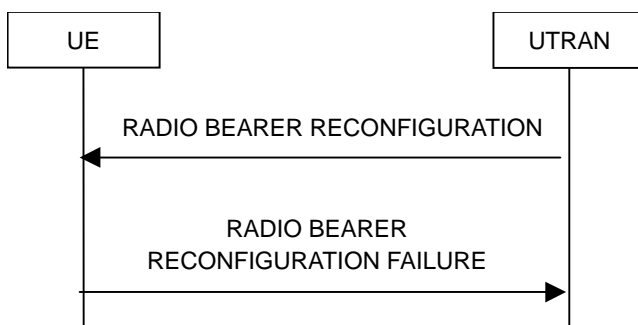 UE
UTRAN
RADIO BEARER RECONFIGURATION
RADIO BEARER
RECONFIGURATION FAILURE